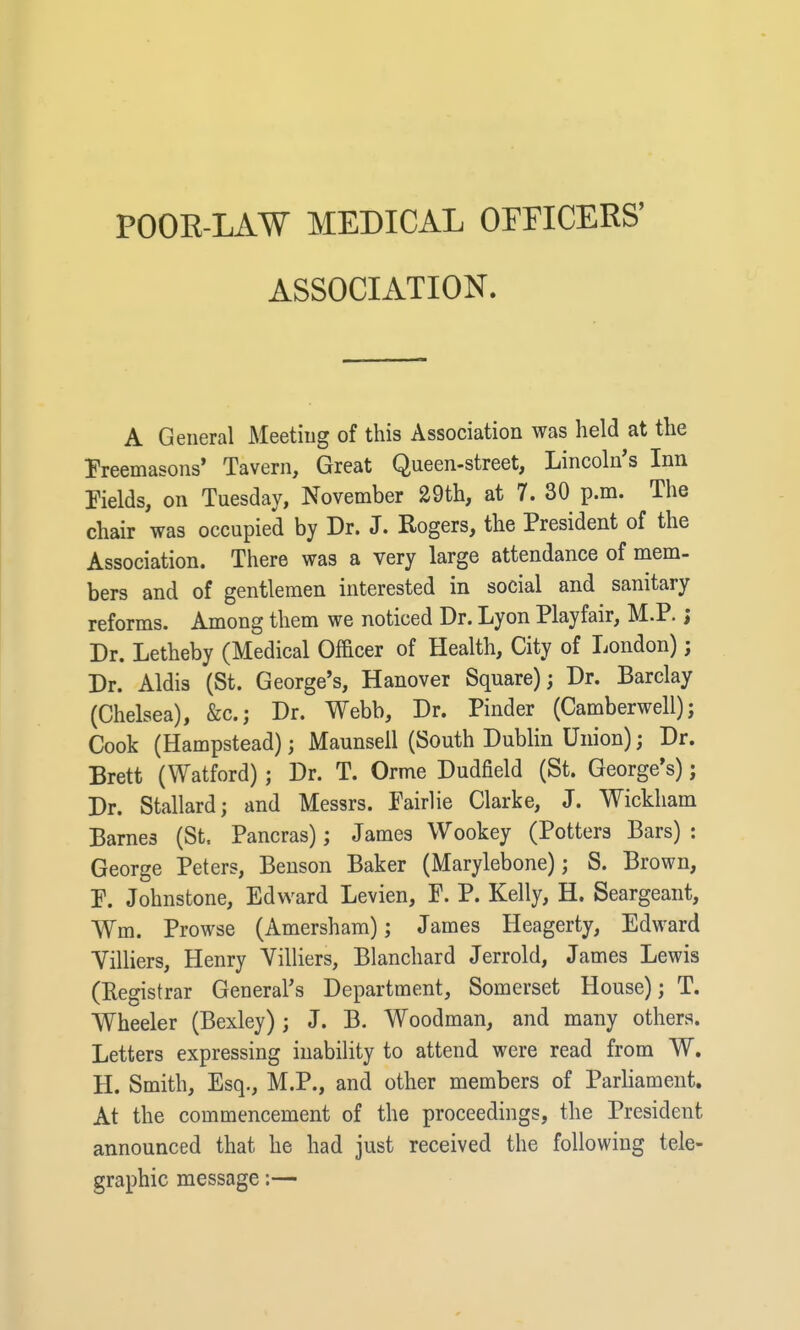 POOR-LAW MEDICAL OFFICERS'
ASSOCIATION.
A General Meeting of this Association was held at the
Freemasons' Tavern, Great Queen-street, Lincoln's Inn
Fields, on Tuesday, November 29th, at 7. 30 p.m. The
chair was occupied by Dr. J. Rogers, the President of the
Association. There was a very large attendance of mem-
bers and of gentlemen interested in social and sanitary
reforms. Among them we noticed Dr. Lyon Playfair, M.P. ;
Dr. Letheby (Medical Officer of Health, City of London) ;
Dr. Aldis (St. George's, Hanover Square) ; Dr. Barclay
(Chelsea), &c. ; Dr. Webb, Dr. Pinder (Camberwell) ;
Cook (Hampstead) ; Maunsell (South Dublin Union) ; Dr.
Brett (Watford) ; Dr. T. Orme Dudfield (St. George's) ;
Dr. Stallard ; and Messrs. Fairlie Clarke, J. Wickham
Barnes (St. Pancras) ; James Wookey (Potters Bars) :
George Peters, Benson Baker (Marylebone) ; S. Brown,
F. Johnstone, Edward Levien, F. P. Kelly, H. Seargeant,
Wm. Prowse (Amersham) ; James Heagerty, Edward
Villiers, Henry Villiers, Blanchard Jerrold, James Lewis
(Registrar General's Department, Somerset House) ; T.
Wheeler (Bexley) ; J. B. Woodman, and many others.
Letters expressing inability to attend were read from W.
H. Smith, Esq., M.P., and other members of Parliament.
At the commencement of the proceedings, the President
announced that he had just received the following tele-
graphic message :—